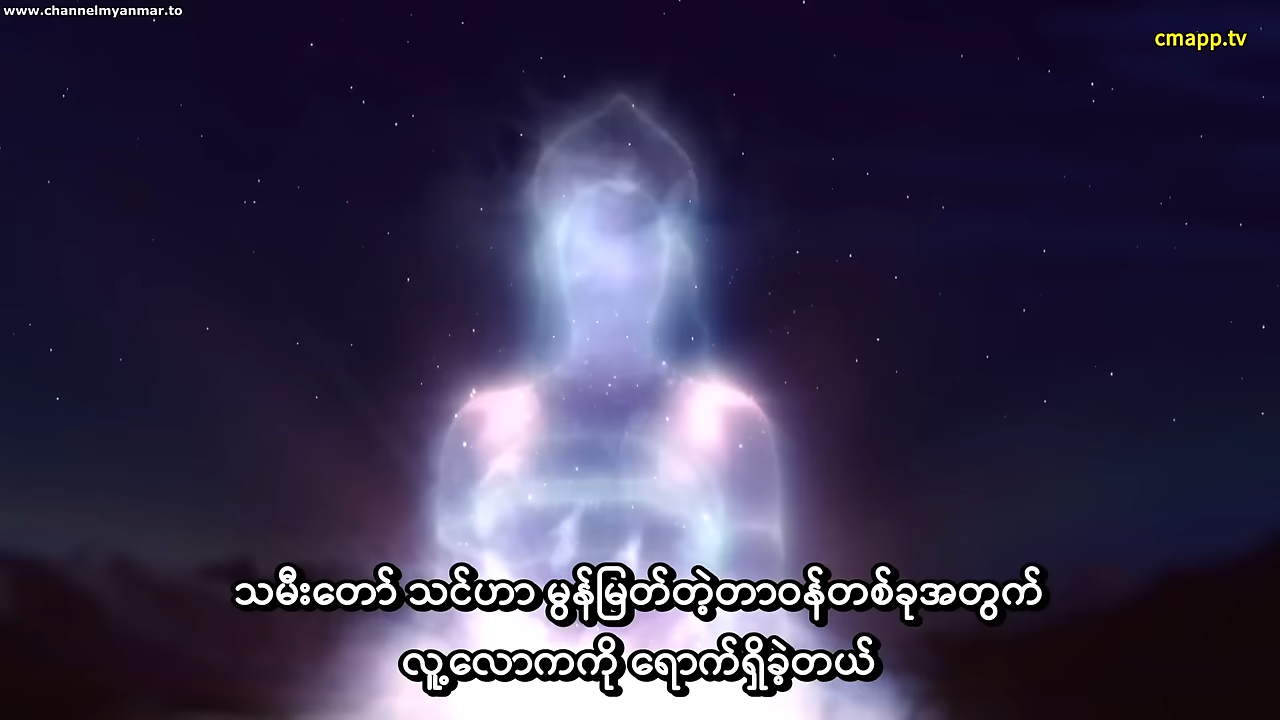 www.channelmyanmar.to
cmapp.tv
သမီးတော် သင်ဟာ မွန်မြတ်တဲ့တာဝန်တစ်ခုအတွက်
လူ့လောကကို ရောက်ရှိခဲ့တယ်